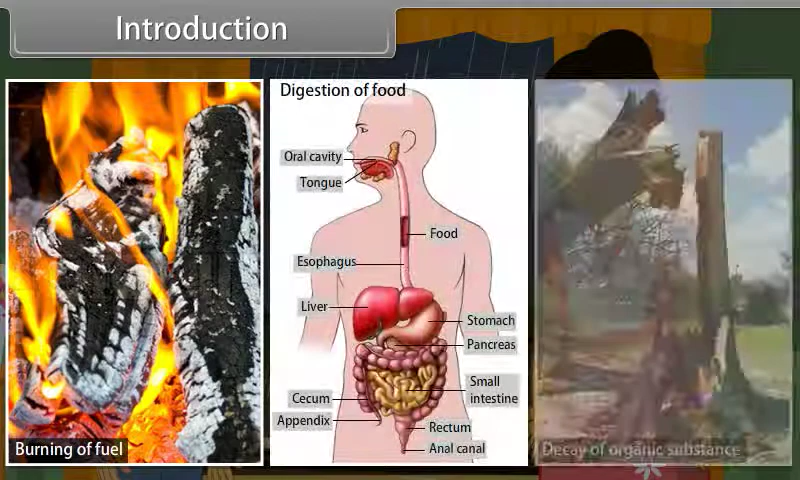 Introduction
Digestion of food
Oral cavity
Tongue
Food
Esophagus
Liver
Stomach
Pancreas
Small
intestine
Cecum
Appendix
Rectum
Anal canal
Burning of fuel
Decay of organic substance